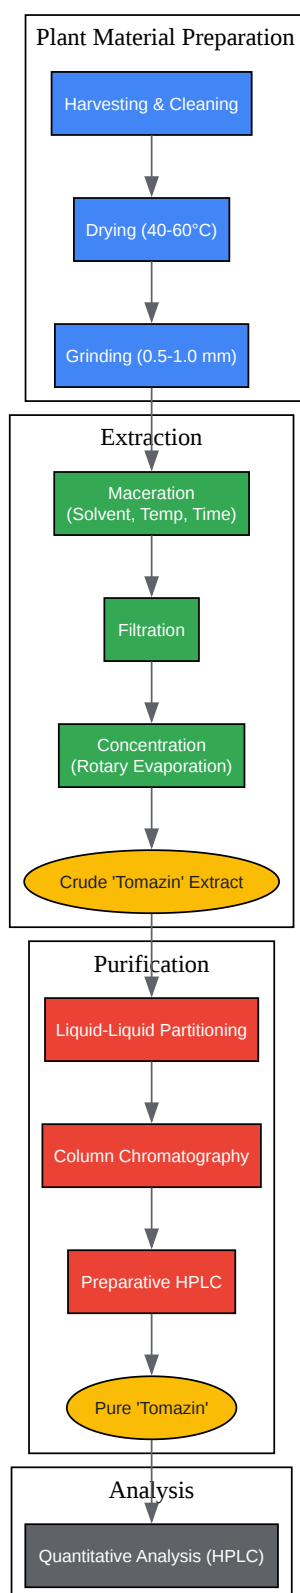 Plant Material Preparation
Harvesting & Cleaning
Drying (40-60°C)
Grinding (0.5-1.0 mm)
Extraction
Maceration
(Solvent, Temp, Time)
Filtration
Concentration
(Rotary Evaporation)
Crude 'Tomazin' Extract
Purification
Liquid-Liquid Partitioning
Column Chromatography
Preparative HPLC
Pure 'Tomazin'
Analysis
Quantitative Analysis (HPLC)